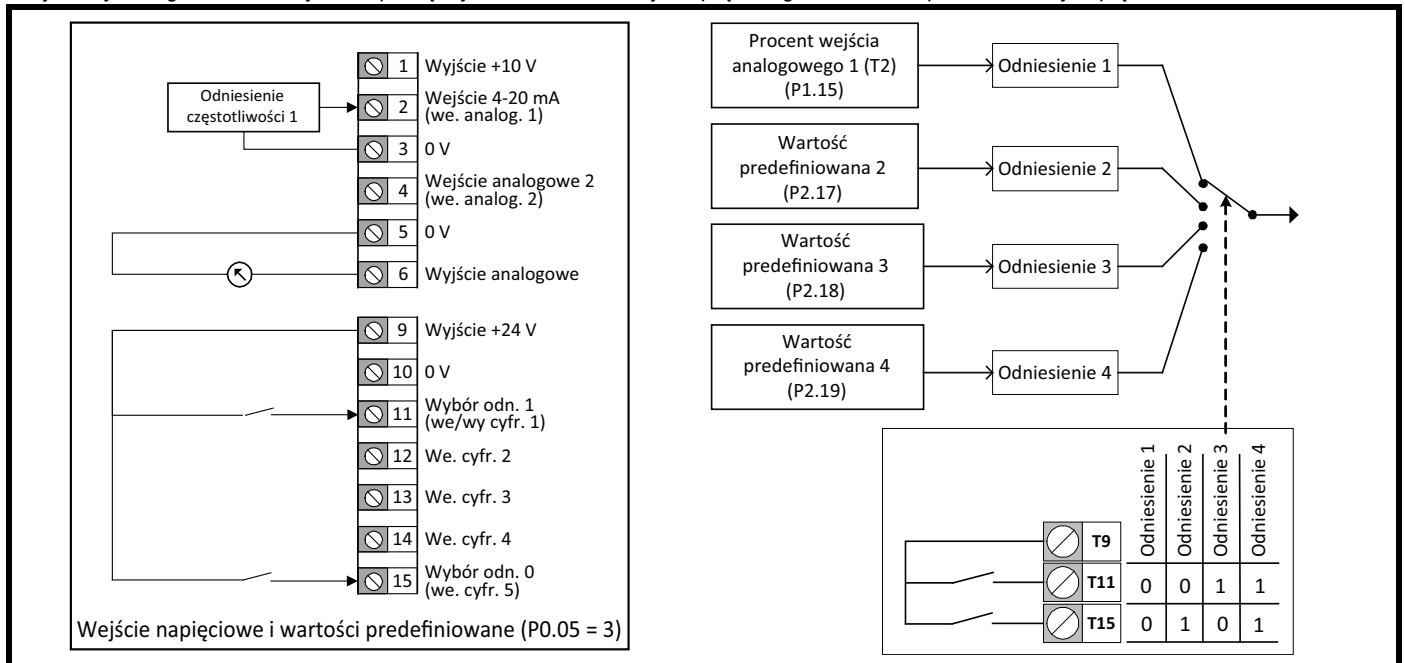 1 Wyjście +10 V
Odniesienie
częstotliwości 1
2 Wejście 4-20 mA
(we. analog. 1)
3 0 V
4 Wejście analogowe 2
(we. analog. 2)
5 0 V
6 Wyjście analogowe
9 Wyjście +24 V
10 0 V
11 Wybór odn. 1
(we/wy cyfr. 1)
12 We. cyfr. 2
13 We. cyfr. 3
14 We. cyfr. 4
15 Wybór odn. 0
(we. cyfr. 5)
Wejście napięciowe i wartości predefiniowane (P0.05 = 3)
Procent wejścia
analogowego 1 (T2)
(P1.15)
Odniesienie 1
Wartość
predefiniowana 2
(P2.17)
Odniesienie 2
Wartość
predefiniowana 3
(P2.18)
Odniesienie 3
Wartość
predefiniowana 4
(P2.19)
Odniesienie 4
Odniesienie 1
Odniesienie 2
Odniesienie 3
Odniesienie 4
T9
T11 0 0 1 1
T15 0 1 0 1